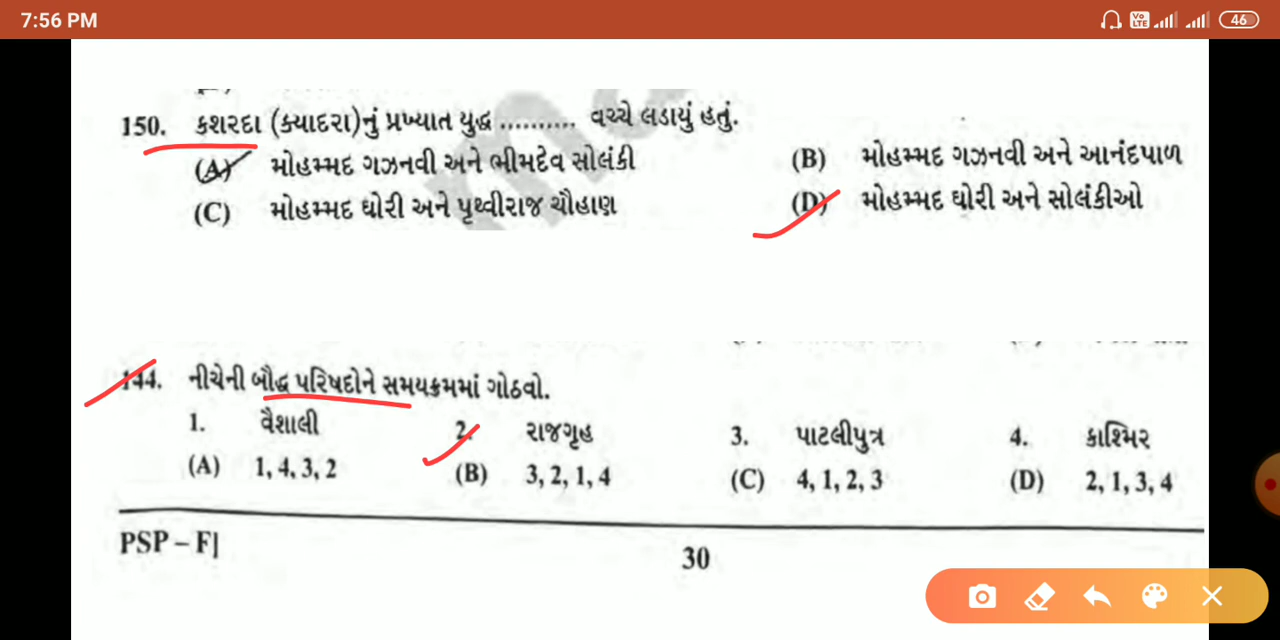 7:56 PM
Vo LTE
46
150. કશરદા (ક્યાદરા)નું પ્રખ્યાત યુદ્ધ .......... વચ્ચે લડાયું હતું.
(A) મોહમ્મદ ગઝનવી અને ભીમદેવ સોલંકી (B) મોહમ્મદ ગઝનવી અને આનંદપાળ
(C) મોહમ્મદ ઘોરી અને પૃથ્વીરાજ ચૌહાણ (D) મોહમ્મદ ઘોરી અને સોલંકીઓ
144. નીચેની બૌદ્ધ પરિષદોને સમયક્રમમાં ગોઠવો.
1. વૈશાલી 2. રાજગૃહ 3. પાટલીપુત્ર 4. કાશ્મિર
(A) 1, 4, 3, 2 (B) 3, 2, 1, 4 (C) 4, 1, 2, 3 (D) 2, 1, 3, 4
PSP – F]
30